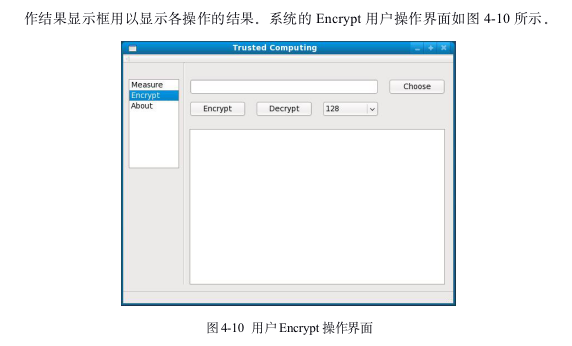 作结果显示框用以显示各操作的结果．系统的 Encrypt 用户操作界面如图 4-10 所示．
Trusted Computing
Measure
Encrypt
About
Choose
Encrypt Decrypt 128
图 4-10 用户 Encrypt 操作界面